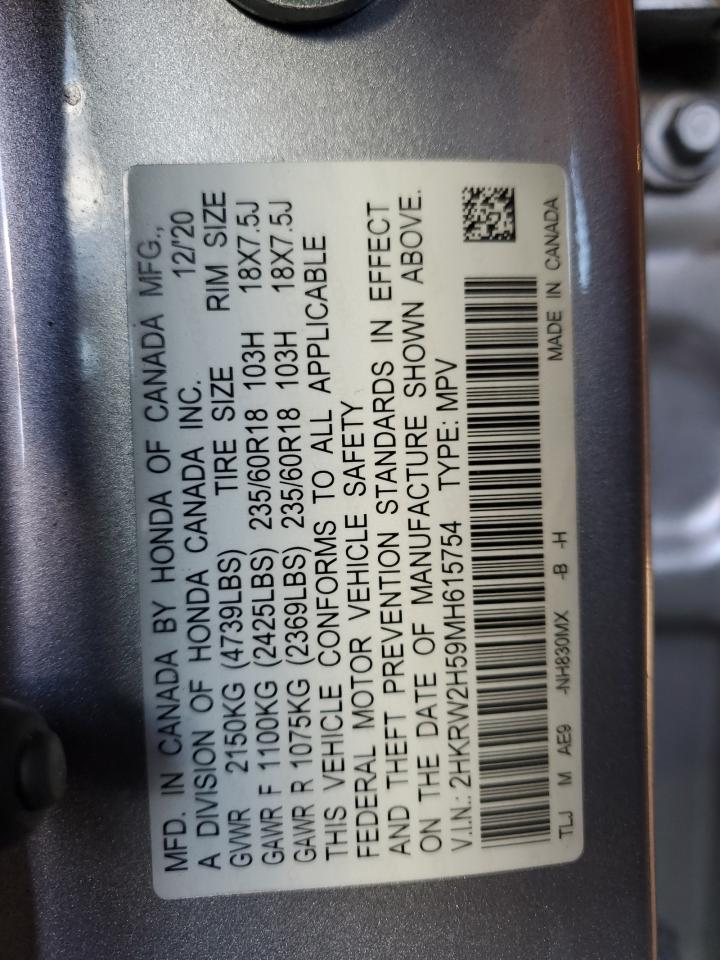 MFD. IN CANADA BY HONDA OF CANADA MFG.,
A DIVISION OF HONDA CANADA INC. 12/'20
GVWR 2150KG (4739LBS) TIRE SIZE RIM SIZE
GAWR F 1100KG (2425LBS) 235/60R18 103H 18X7.5J
GAWR R 1075KG (2369LBS) 235/60R18 103H 18X7.5J
THIS VEHICLE CONFORMS TO ALL APPLICABLE
FEDERAL MOTOR VEHICLE SAFETY
AND THEFT PREVENTION STANDARDS IN EFFECT
ON THE DATE OF MANUFACTURE SHOWN ABOVE.
V.I.N.: 2HKRW2H59MH615754 TYPE: MPV
TLJ M AE9 -NH830MX -B -H MADE IN CANADA